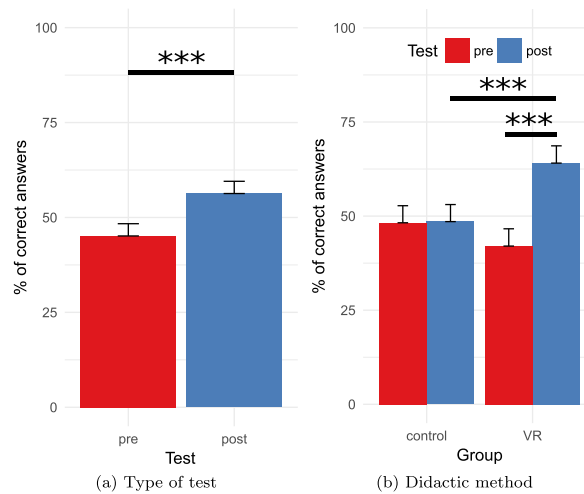 100
75
50
25
0
% of correct answers
***
pre
post
Test
(a) Type of test
100
75
50
25
0
% of correct answers
Test pre post
***
***
control
VR
Group
(b) Didactic method